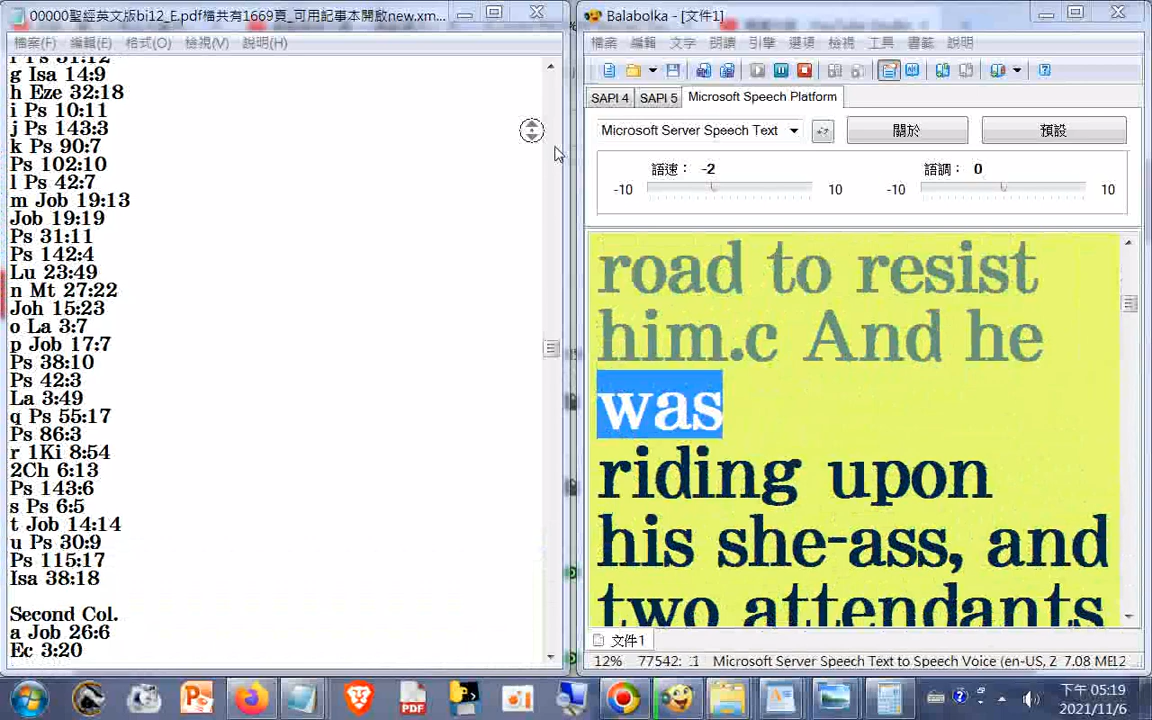 00000聖經英文版bi12_E.pdf檔共有1669頁_可用記事本開啟new.xm...
檔案(F) 編輯(E) 格式(O) 檢視(V) 說明(H)
r Ps 31:12
g Isa 14:9
h Eze 32:18
i Ps 10:11
j Ps 143:3
k Ps 90:7
Ps 102:10
l Ps 42:7
m Job 19:13
Job 19:19
Ps 31:11
Ps 142:4
Lu 23:49
n Mt 27:22
Joh 15:23
o La 3:7
p Job 17:7
Ps 38:10
Ps 42:3
La 3:49
q Ps 55:17
Ps 86:3
r 1Ki 8:54
2Ch 6:13
Ps 143:6
s Ps 6:5
t Job 14:14
u Ps 30:9
Ps 115:17
Isa 38:18
Second Col.
a Job 26:6
Ec 3:20
Balabolka - [文件1]
檔案 編輯 文字 朗讀 引擎 選項 檢視 工具 書籤 說明
SAPI 4 SAPI 5 Microsoft Speech Platform
Microsoft Server Speech Text 關於 預設
語速： -2 語調： 0
-10 10 -10 10
road to resist
him.c And he
was
riding upon
his she-ass, and
two attendants
文件1
12% 77542: :1 Microsoft Server Speech Text to Speech Voice (en-US, Z 7.08 ME12
PDF
下午 05:19
2021/11/6